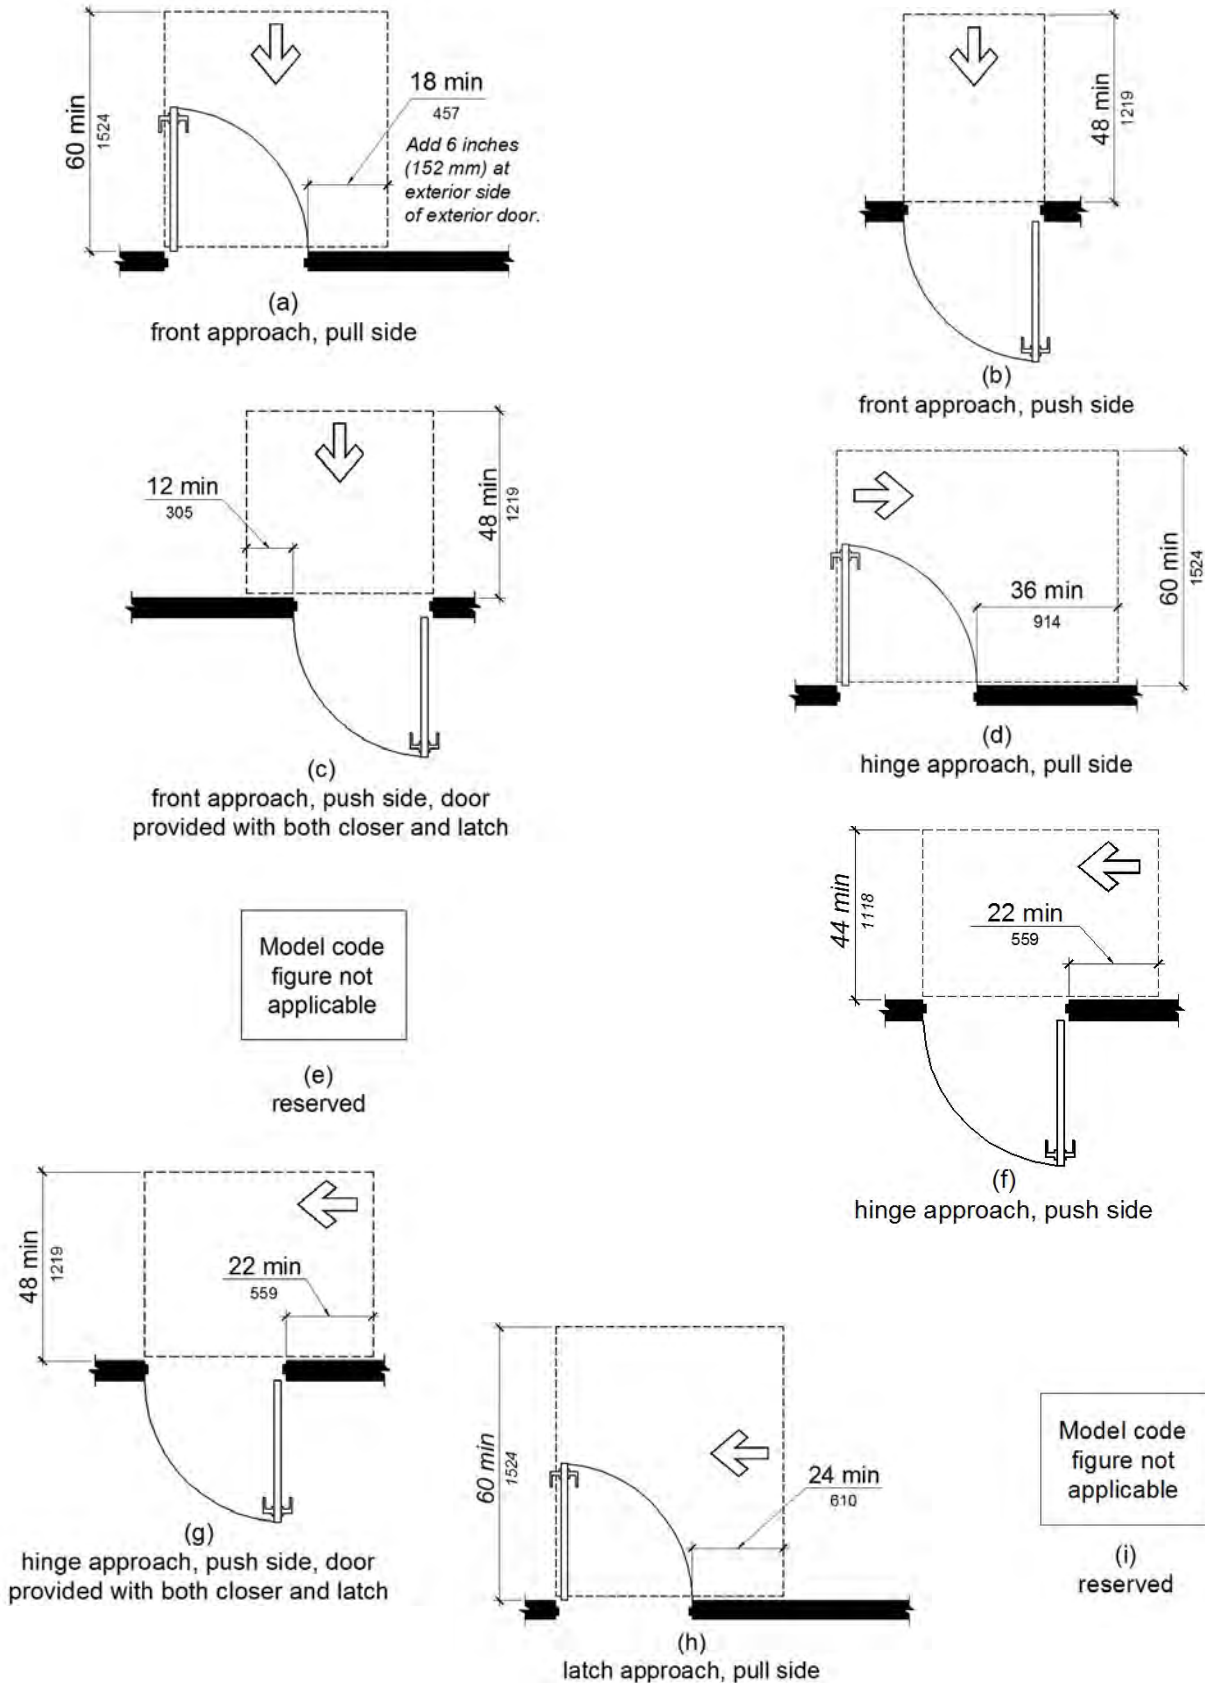 60 min
1524
18 min
457
Add 6 inches
(152 mm) at
exterior side
of exterior door.
(a)
front approach, pull side
48 min
1219
(b)
front approach, push side
12 min
305
48 min
1219
(c)
front approach, push side, door
provided with both closer and latch
36 min
914
60 min
1524
(d)
hinge approach, pull side
Model code
figure not
applicable
(e)
reserved
44 min
1118
22 min
559
(f)
hinge approach, push side
48 min
1219
22 min
559
(g)
hinge approach, push side, door
provided with both closer and latch
60 min
1524
24 min
610
(h)
latch approach, pull side
Model code
figure not
applicable
(i)
reserved